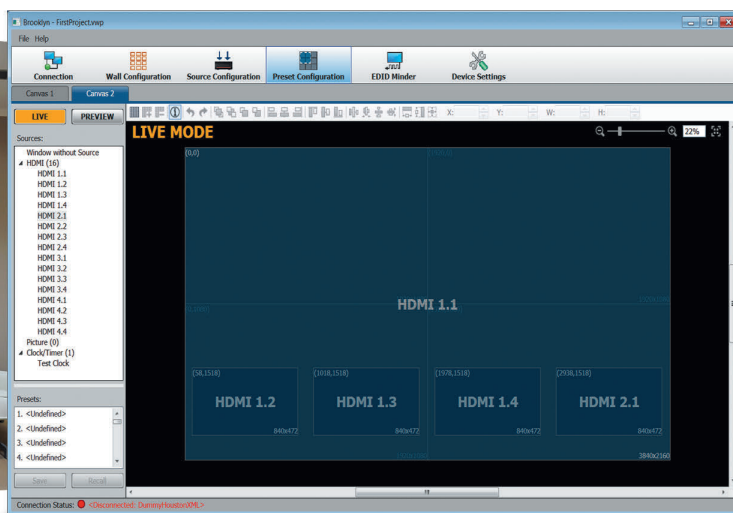 Brooklyn - FirstProject.vwp
File Help
Connection
Wall Configuration
Source Configuration
Preset Configuration
EDID Minder
Device Settings
Canvas 1
Canvas 2
LIVE
PREVIEW
X:
Y:
W:
H:
Sources:
LIVE MODE
22%
Window without Source
HDMI (16)
HDMI 1.1
HDMI 1.2
HDMI 1.3
HDMI 1.4
HDMI 2.1
HDMI 2.2
HDMI 2.3
HDMI 2.4
HDMI 3.1
HDMI 3.2
HDMI 3.3
HDMI 3.4
HDMI 4.1
HDMI 4.2
HDMI 4.3
HDMI 4.4
Picture (0)
Clock/Timer (1)
Test Clock
(0,0)
HDMI 1.1
(58,1518)
(1018,1518)
(1978,1518)
(2938,1518)
HDMI 1.2
HDMI 1.3
HDMI 1.4
HDMI 2.1
840x472
840x472
840x472
840x472
3840x2160
Presets:
1. <Undefined>
2. <Undefined>
3. <Undefined>
4. <Undefined>
Save
Recall
Connection Status:
<Disconnected: DummyHoustonXML>